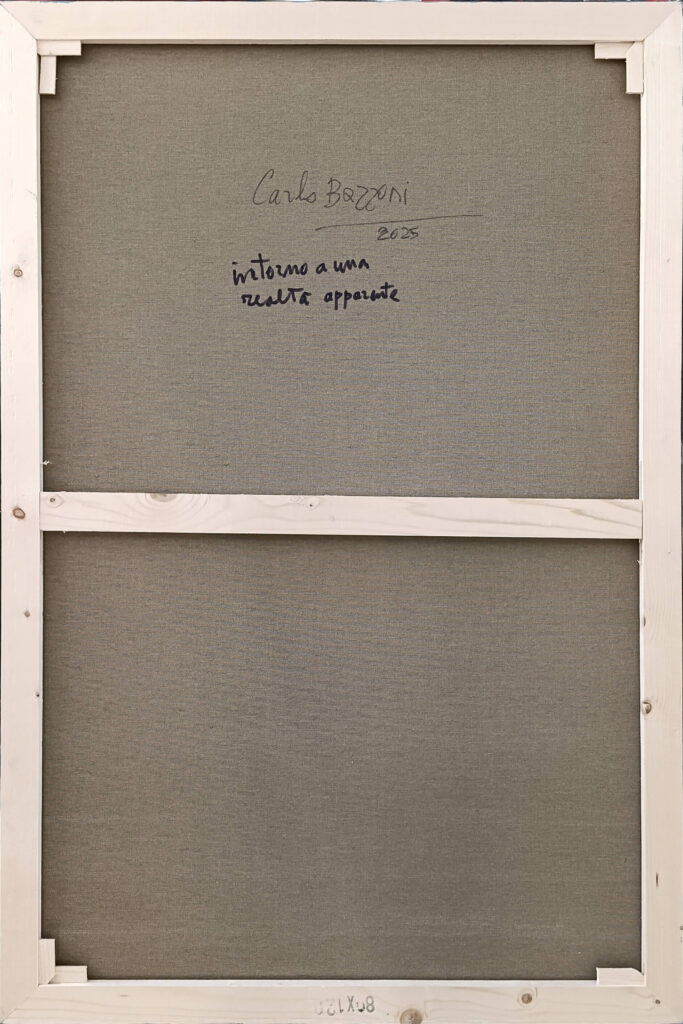 Carlo Bazzoni
2025
intorno a una
realtà apparente
80X120